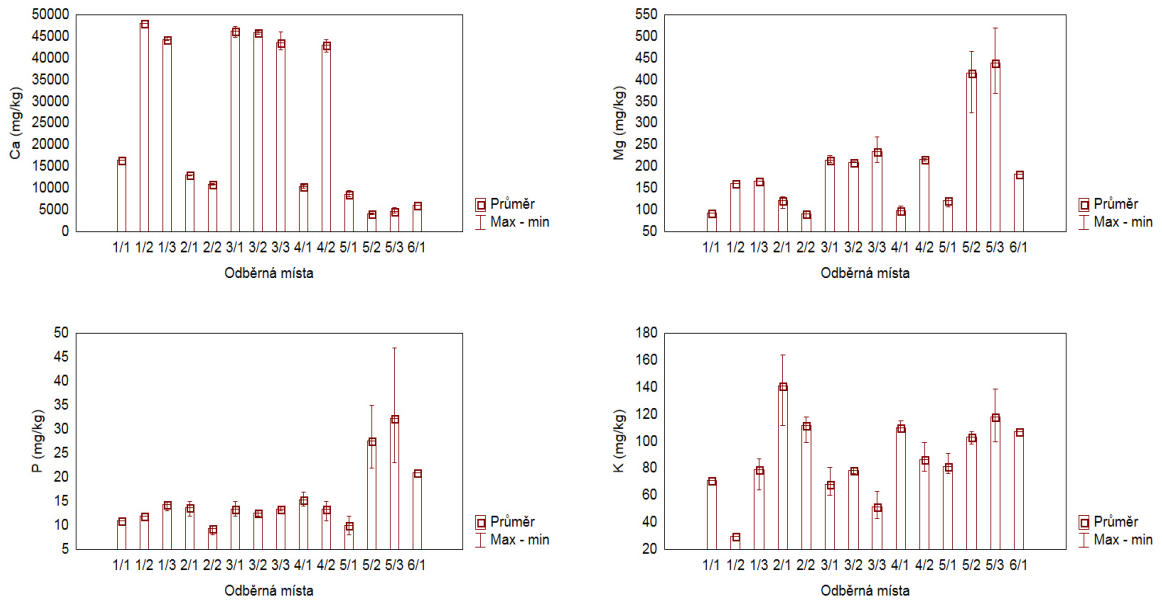 Ca (mg/kg)
50000
45000
40000
35000
30000
25000
20000
15000
10000
5000
0
1/1 1/2 1/3 2/1 2/2 3/1 3/2 3/3 4/1 4/2 5/1 5/2 5/3 6/1
Odběrná místa
Průměr
Max - min
Mg (mg/kg)
550
500
450
400
350
300
250
200
150
100
50
1/1 1/2 1/3 2/1 2/2 3/1 3/2 3/3 4/1 4/2 5/1 5/2 5/3 6/1
Odběrná místa
Průměr
Max - min
P (mg/kg)
50
45
40
35
30
25
20
15
10
5
1/1 1/2 1/3 2/1 2/2 3/1 3/2 3/3 4/1 4/2 5/1 5/2 5/3 6/1
Odběrná místa
Průměr
Max - min
K (mg/kg)
180
160
140
120
100
80
60
40
20
1/1 1/2 1/3 2/1 2/2 3/1 3/2 3/3 4/1 4/2 5/1 5/2 5/3 6/1
Odběrná místa
Průměr
Max - min